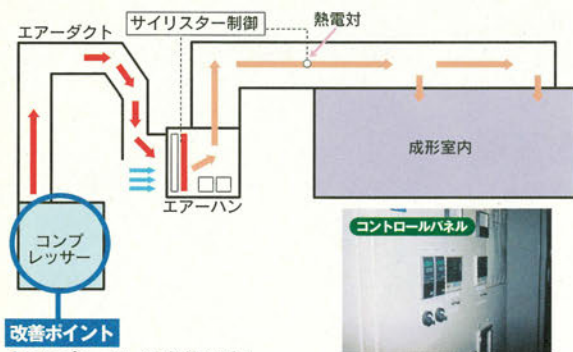 エアーダクト
サイリスター制御
熱電対
成形室内
エアーハン
コンプ
レッサー
コントロールパネル
改善ポイント